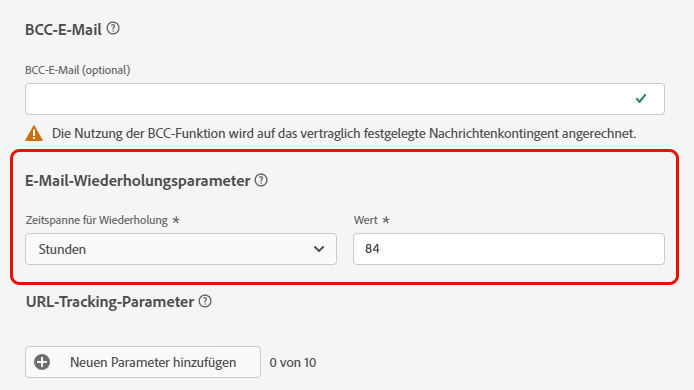 BCC-E-Mail
BCC-E-Mail (optional)
Die Nutzung der BCC-Funktion wird auf das vertraglich festgelegte Nachrichtenkontingent angerechnet.
E-Mail-Wiederholungsparameter
Zeitspanne für Wiederholung * Wert *
Stunden 84
URL-Tracking-Parameter
Neuen Parameter hinzufügen 0 von 10